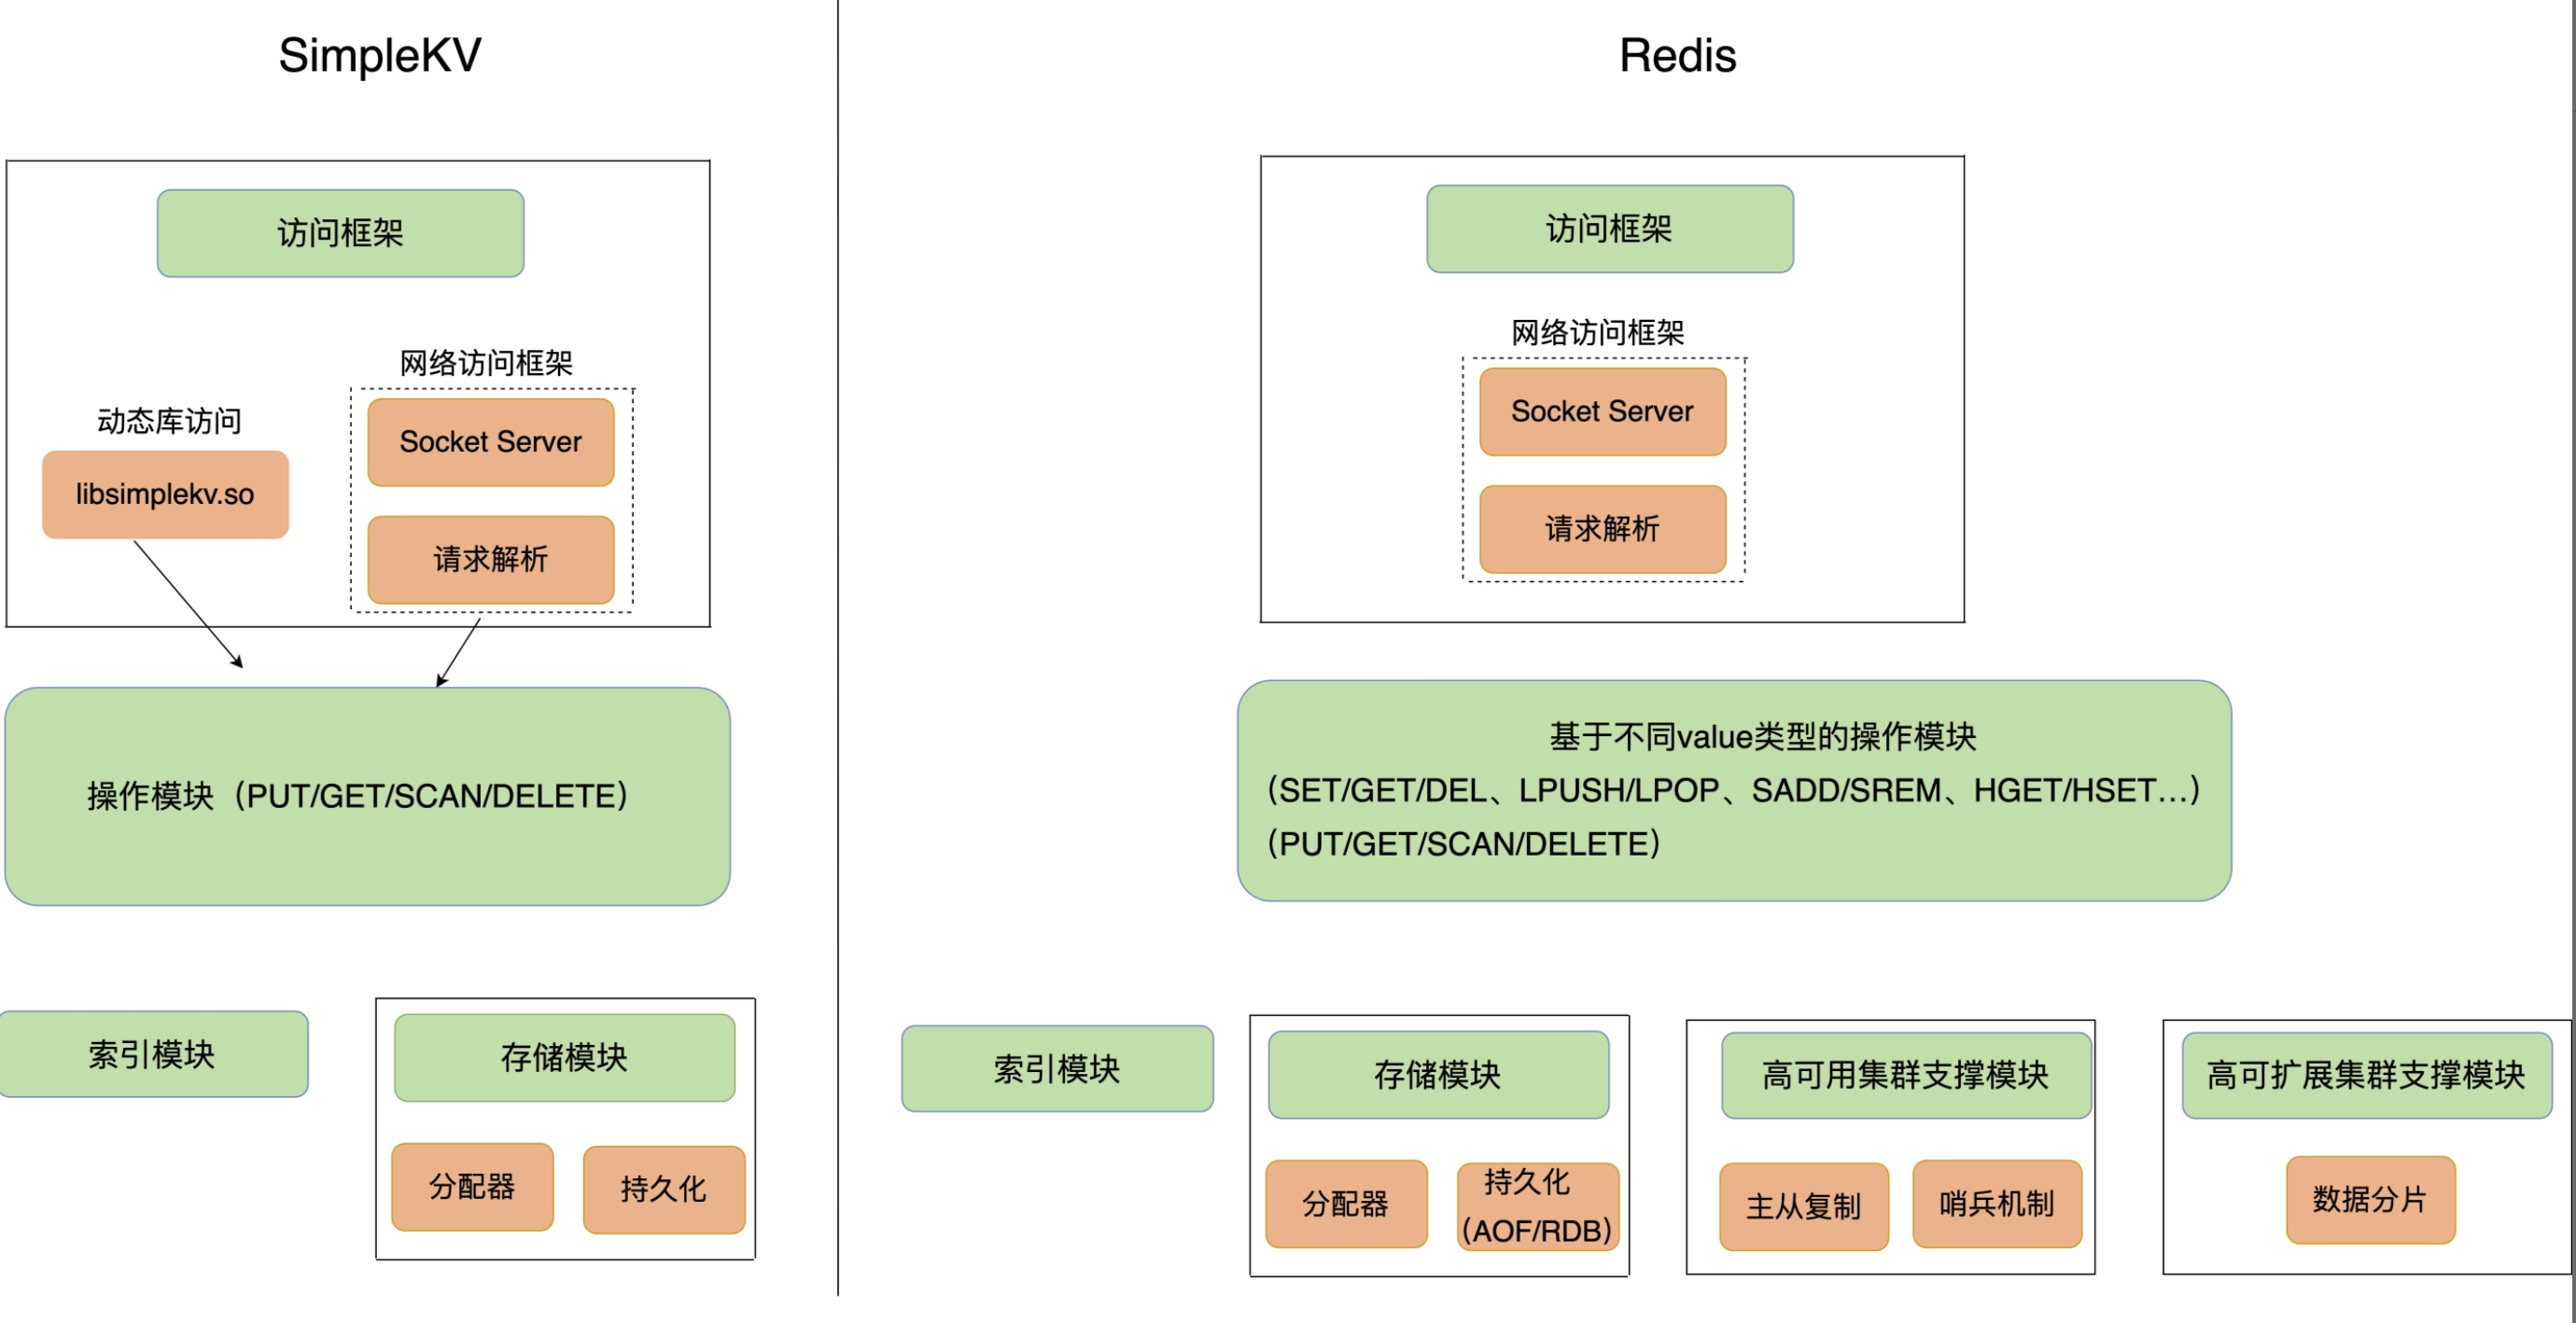 SimpleKV
访问框架
网络访问框架
动态库访问
Socket Server
libsimplekv.so
请求解析
操作模块（PUT/GET/SCAN/DELETE）
索引模块
存储模块
分配器
持久化
Redis
访问框架
网络访问框架
Socket Server
请求解析
基于不同value类型的操作模块
（SET/GET/DEL、LPUSH/LPOP、SADD/SREM、HGET/HSET...）
（PUT/GET/SCAN/DELETE）
索引模块
存储模块
分配器
持久化
(AOF/RDB)
高可用集群支撑模块
主从复制
哨兵机制
高可扩展集群支撑模块
数据分片